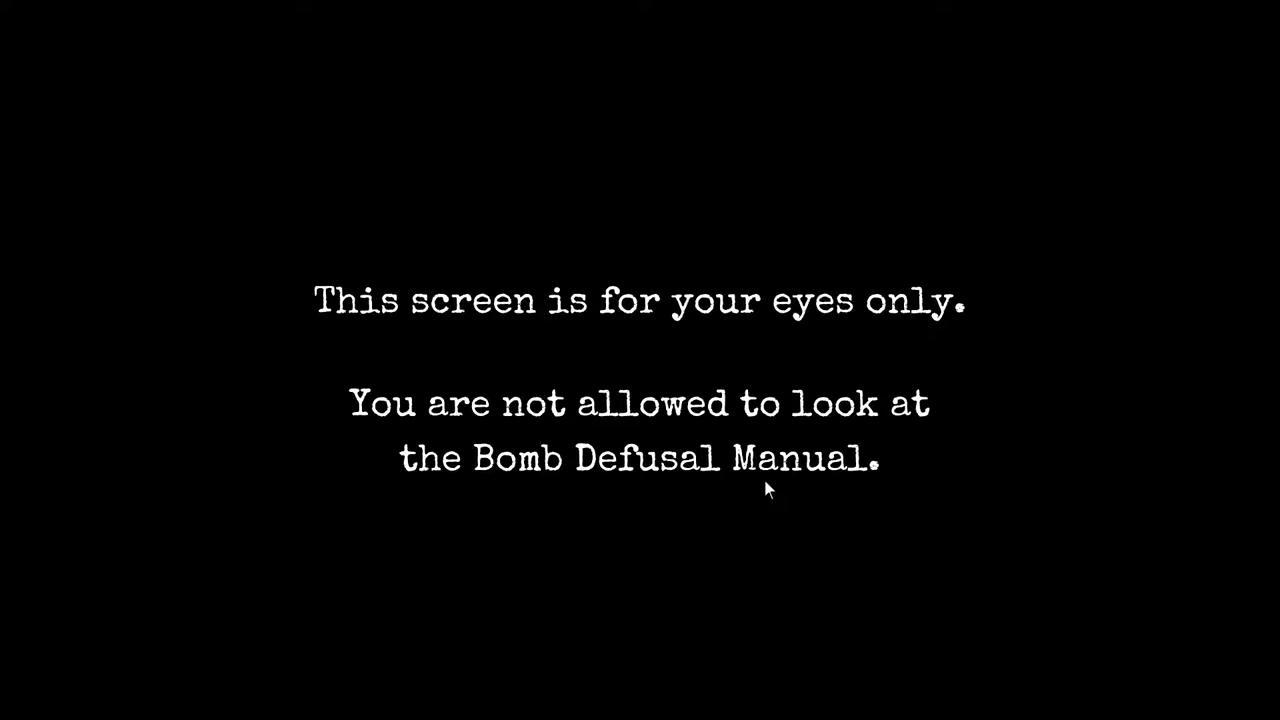 This screen is for your eyes only.
You are not allowed to look at
the Bomb Defusal Manual.